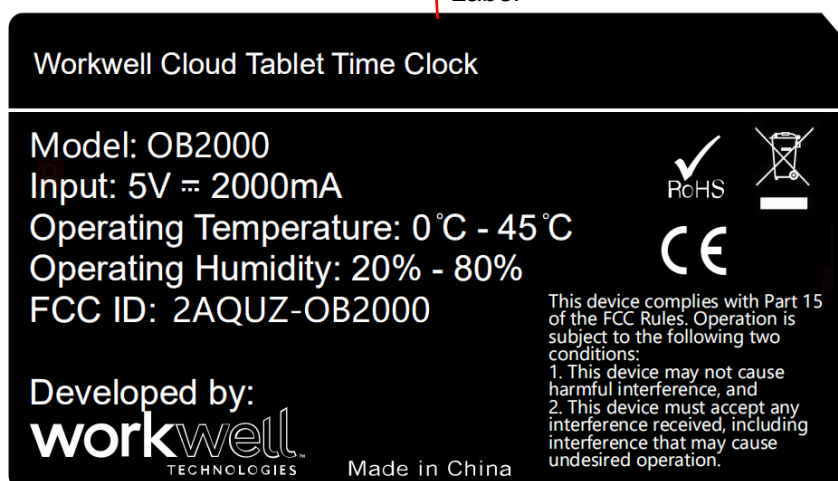 Label
Workwell Cloud Tablet Time Clock
Model: OB2000
Input: 5V ⎓ 2000mA
Operating Temperature: 0℃ - 45℃
Operating Humidity: 20% - 80%
FCC ID: 2AQUZ-OB2000
RoHS
CE
This device complies with Part 15
of the FCC Rules. Operation is
subject to the following two
conditions:
1. This device may not cause
harmful interference, and
2. This device must accept any
interference received, including
interference that may cause
undesired operation.
Developed by:
workwell
TECHNOLOGIES
Made in China